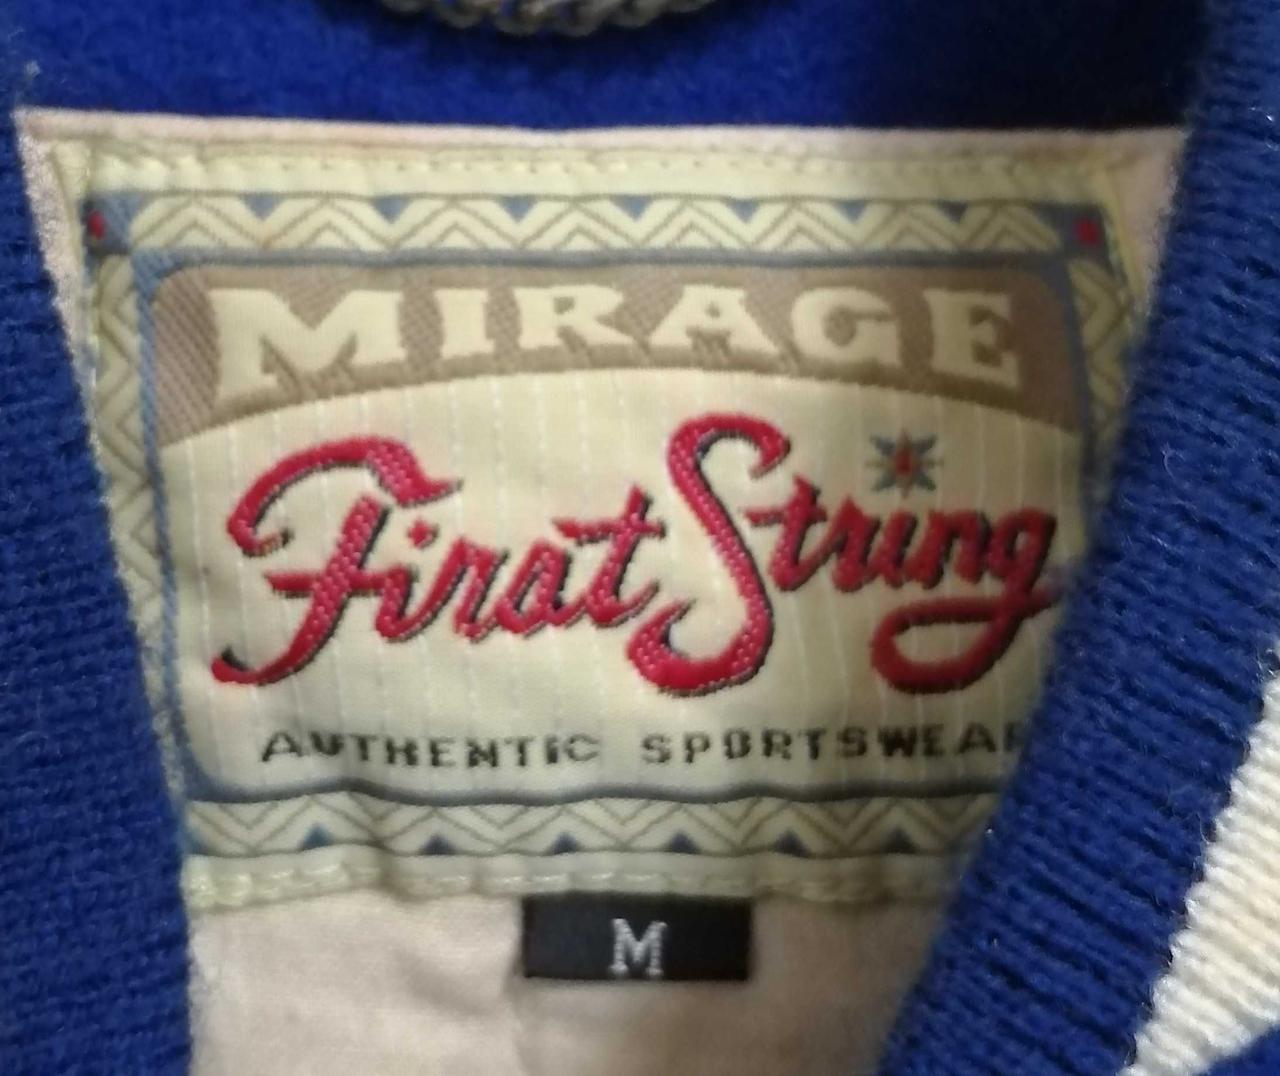 MIRAGE
First String
AUTHENTIC SPORTSWEAR
M